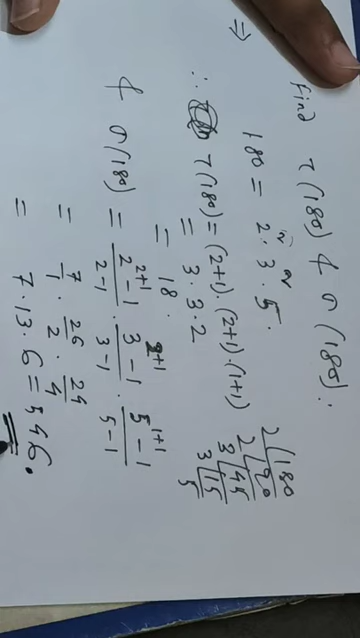 Find τ(180) & σ(180):
⇒ 180 = 2². 3². 5.
∴ τ(180) = (2+1).(2+1).(1+1)
= 3.3.2
= 18.
& σ(180) = 2^(2+1) -1 / 2-1 . 3^(2+1) -1 / 3-1 . 5^(1+1) -1 / 5-1
= 7/1 . 26/2 . 24/4
= 7.13.6 = 546.
2 | 180
2 | 90
3 | 45
3 | 15
5